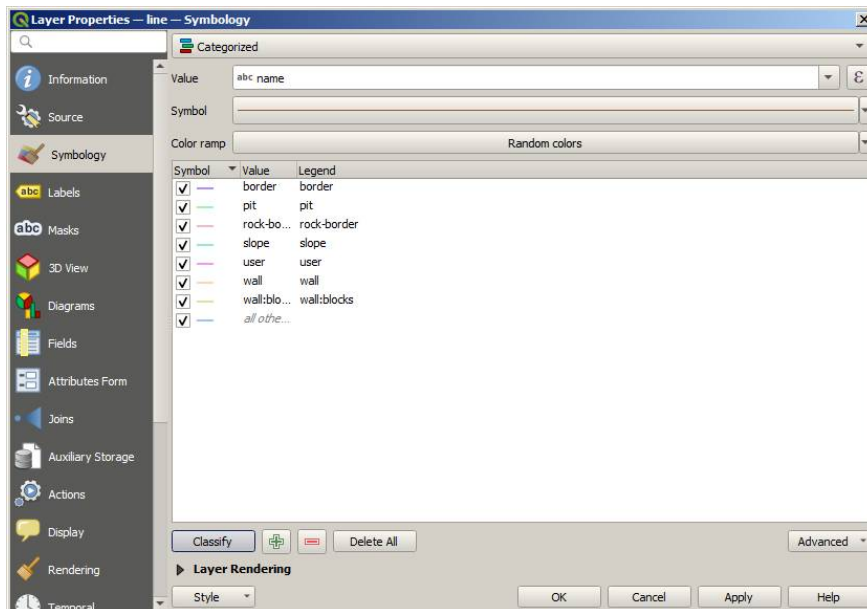 Layer Properties — line — Symbology
Categorized
Value abc name ε
Symbol
Color ramp Random colors
Symbol Value Legend
border border
pit pit
rock-bo... rock-border
slope slope
user user
wall wall
wall:blo... wall:blocks
all othe...
Classify Delete All Advanced
Layer Rendering
Style OK Cancel Apply Help
Information
Source
Symbology
abc Labels
abc Masks
3D View
Diagrams
Fields
Attributes Form
Joins
Auxiliary Storage
Actions
Display
Rendering
Temporal